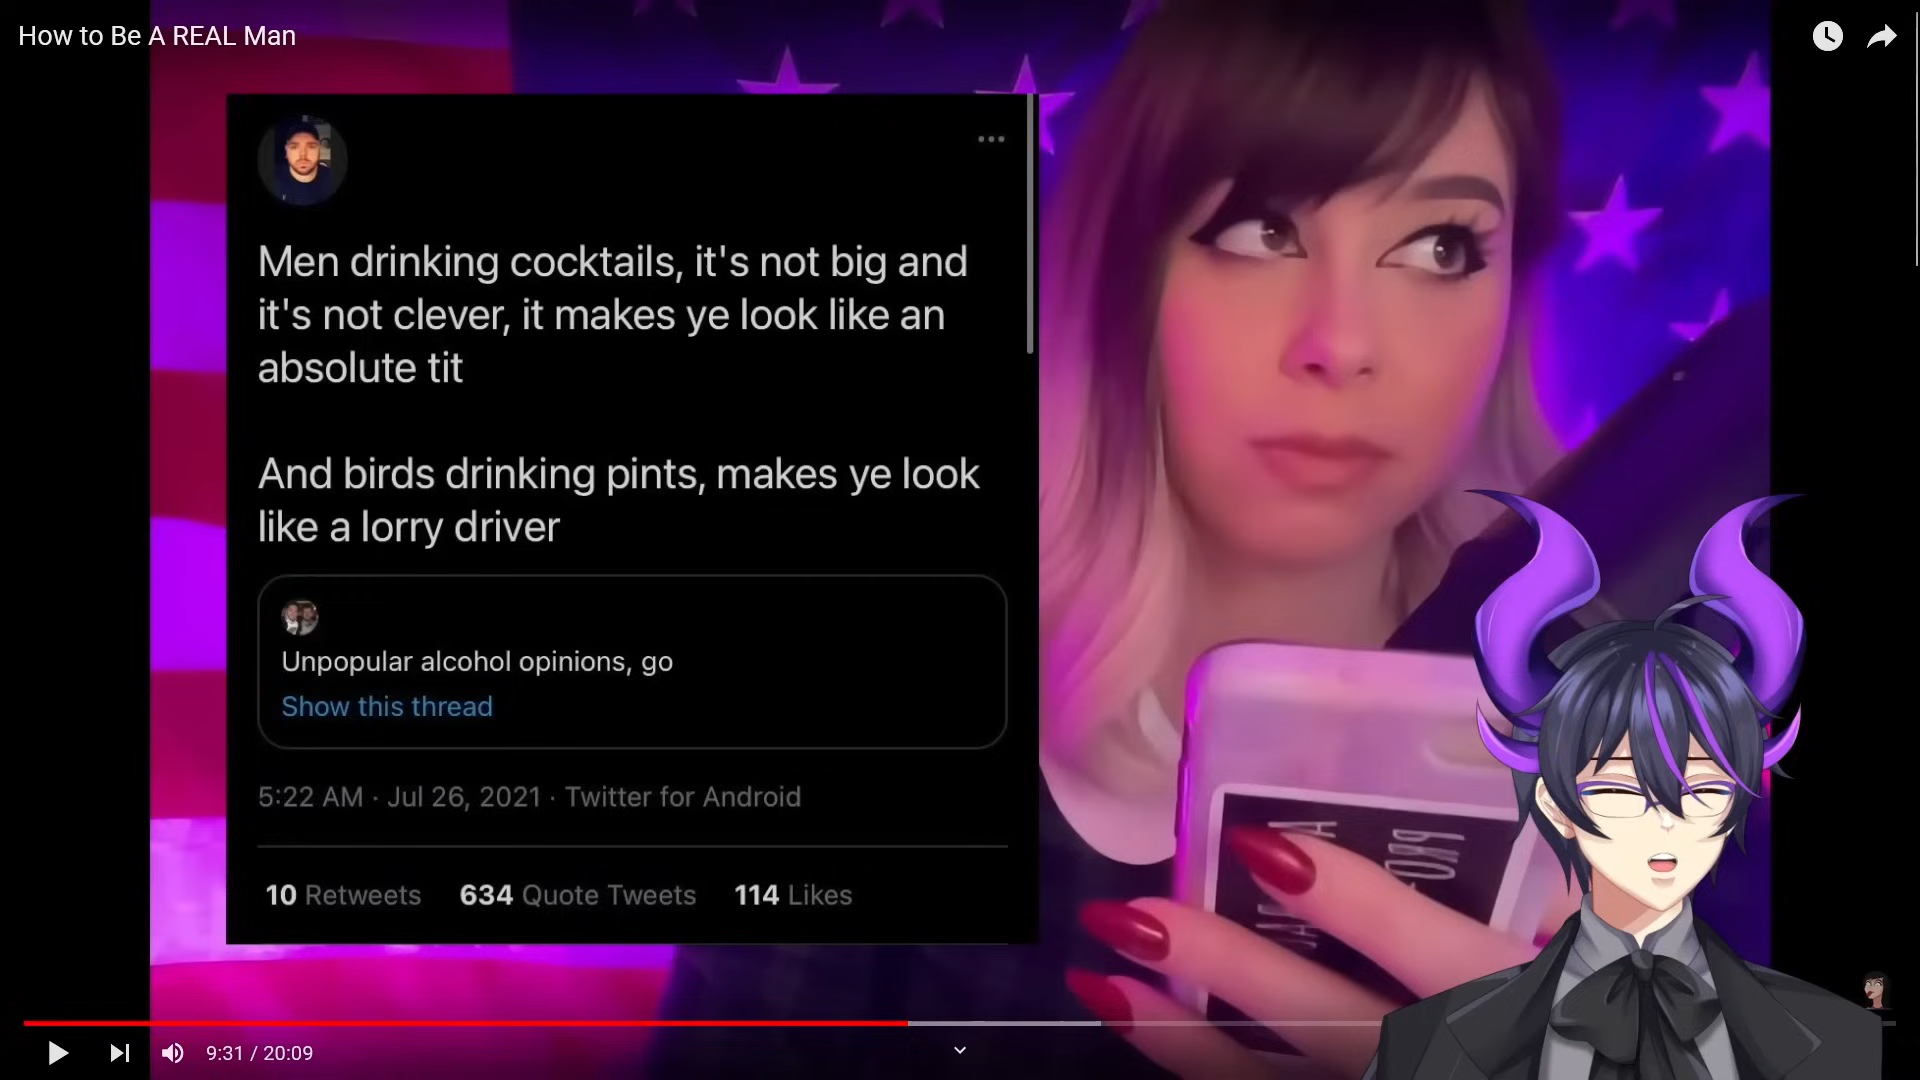 How to Be A REAL Man
Men drinking cocktails, it's not big and
it's not clever, it makes ye look like an
absolute tit
And birds drinking pints, makes ye look
like a lorry driver
Unpopular alcohol opinions, go
Show this thread
5:22 AM · Jul 26, 2021 · Twitter for Android
10 Retweets 634 Quote Tweets 114 Likes
9:31 / 20:09